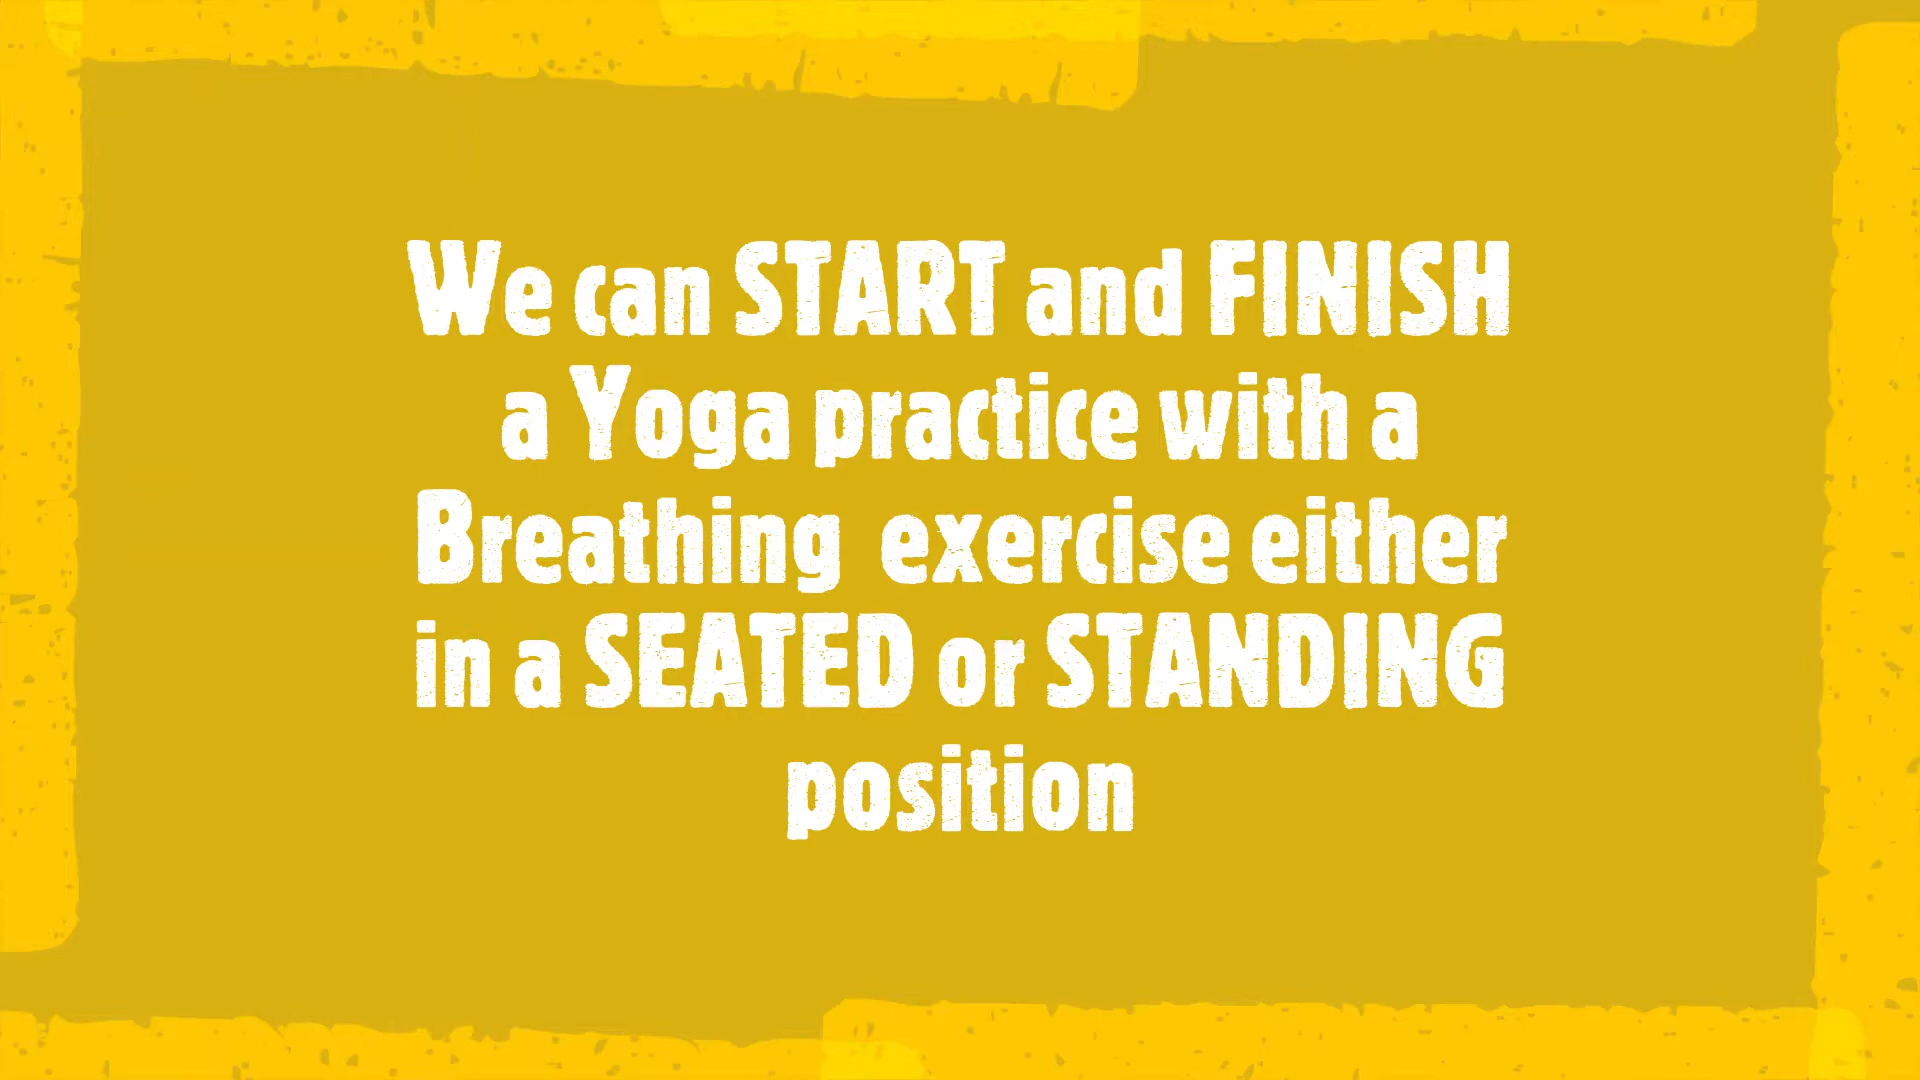 We can START and FINISH
a Yoga practice with a
Breathing  exercise either
in a SEATED or STANDING
position